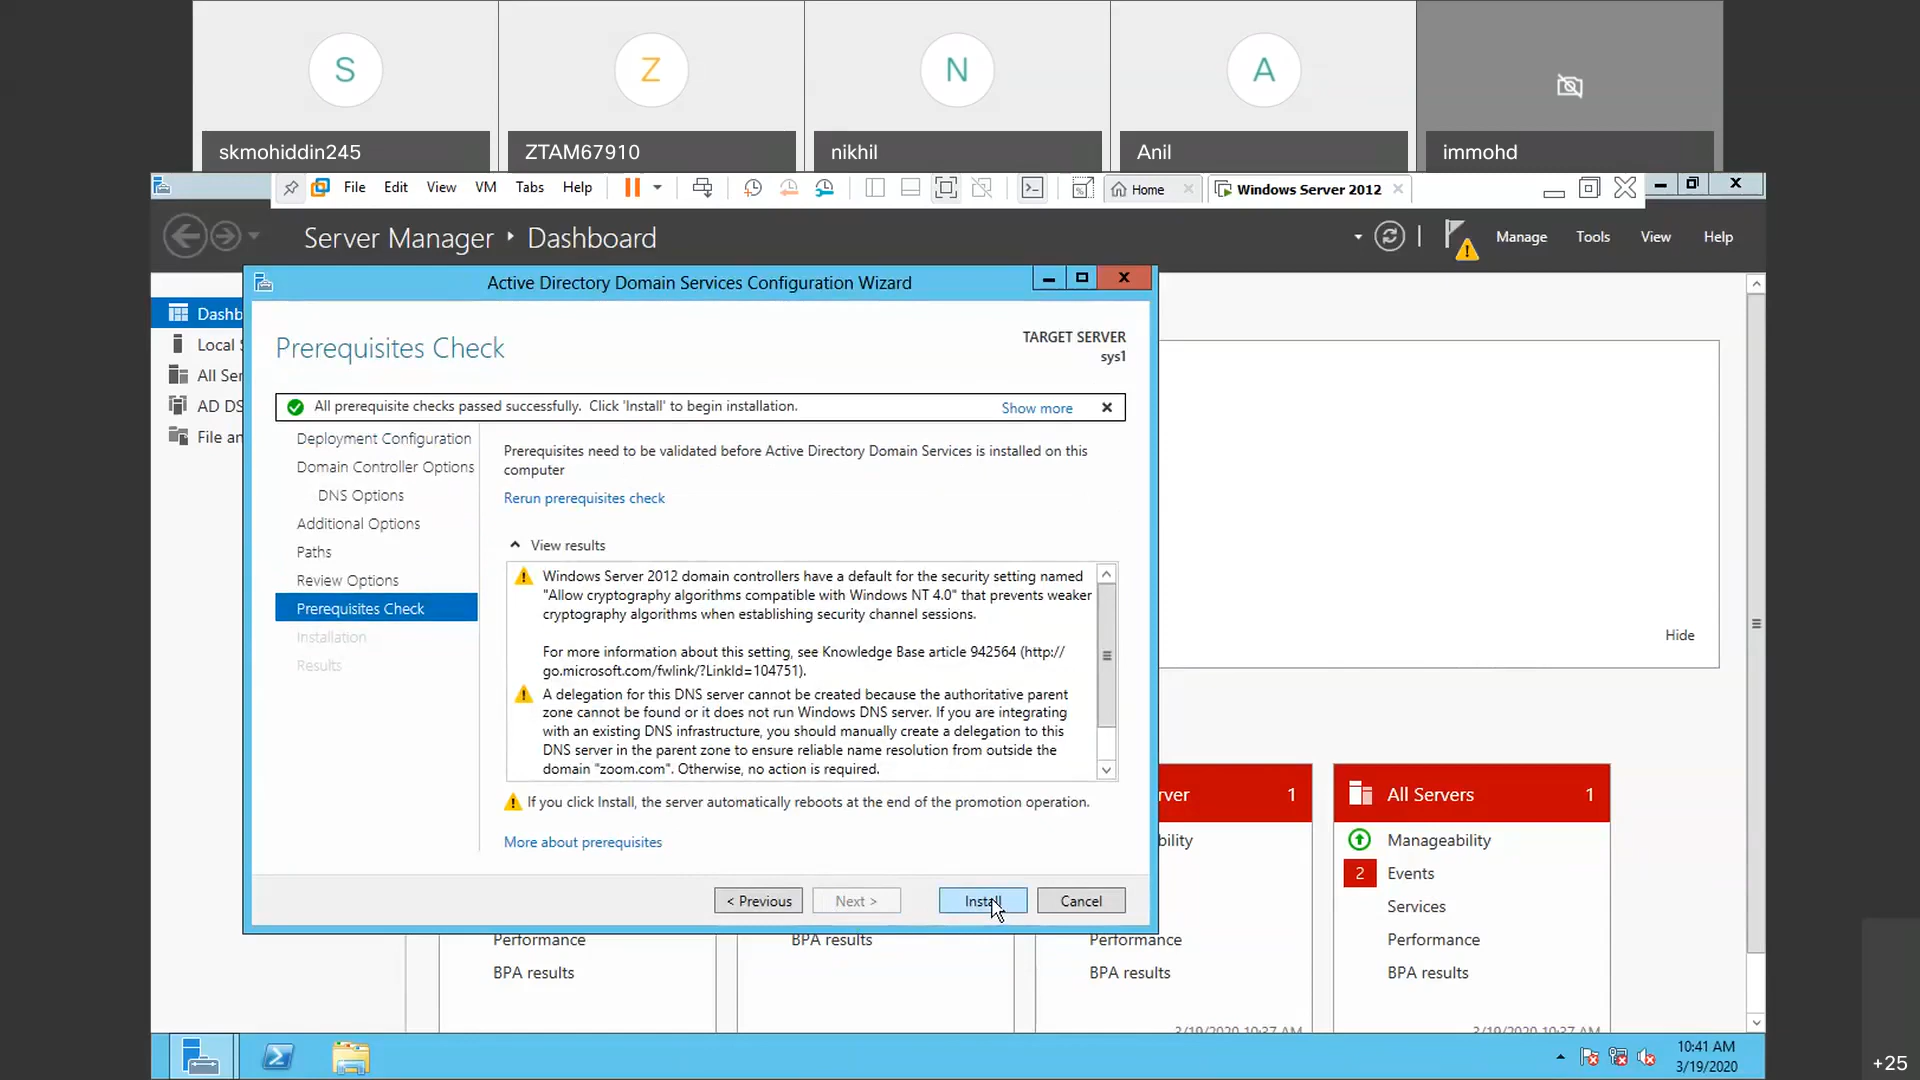 S
Z
N
A
skmohiddin245
ZTAM67910
nikhil
Anil
immohd
File Edit View VM Tabs Help
Home
Windows Server 2012
Server Manager
Dashboard
Manage Tools View Help
Active Directory Domain Services Configuration Wizard
Dashb
Local
All Ser
AD DS
File an
Prerequisites Check
TARGET SERVER
sys1
All prerequisite checks passed successfully. Click 'Install' to begin installation.
Show more
Deployment Configuration
Domain Controller Options
DNS Options
Additional Options
Paths
Review Options
Prerequisites Check
Installation
Results
Prerequisites need to be validated before Active Directory Domain Services is installed on this
computer
Rerun prerequisites check
View results
Windows Server 2012 domain controllers have a default for the security setting named
"Allow cryptography algorithms compatible with Windows NT 4.0" that prevents weaker
cryptography algorithms when establishing security channel sessions.
For more information about this setting, see Knowledge Base article 942564 (http://
go.microsoft.com/fwlink/?LinkId=104751).
A delegation for this DNS server cannot be created because the authoritative parent
zone cannot be found or it does not run Windows DNS server. If you are integrating
with an existing DNS infrastructure, you should manually create a delegation to this
DNS server in the parent zone to ensure reliable name resolution from outside the
domain "zoom.com". Otherwise, no action is required.
If you click Install, the server automatically reboots at the end of the promotion operation.
More about prerequisites
< Previous
Next >
Install
Cancel
Hide
rver 1
bility
Performance
BPA results
BPA results
Performance
BPA results
3/19/2020 10:37 AM
All Servers 1
Manageability
2 Events
Services
Performance
BPA results
3/19/2020 10:37 AM
10:41 AM
3/19/2020
+25